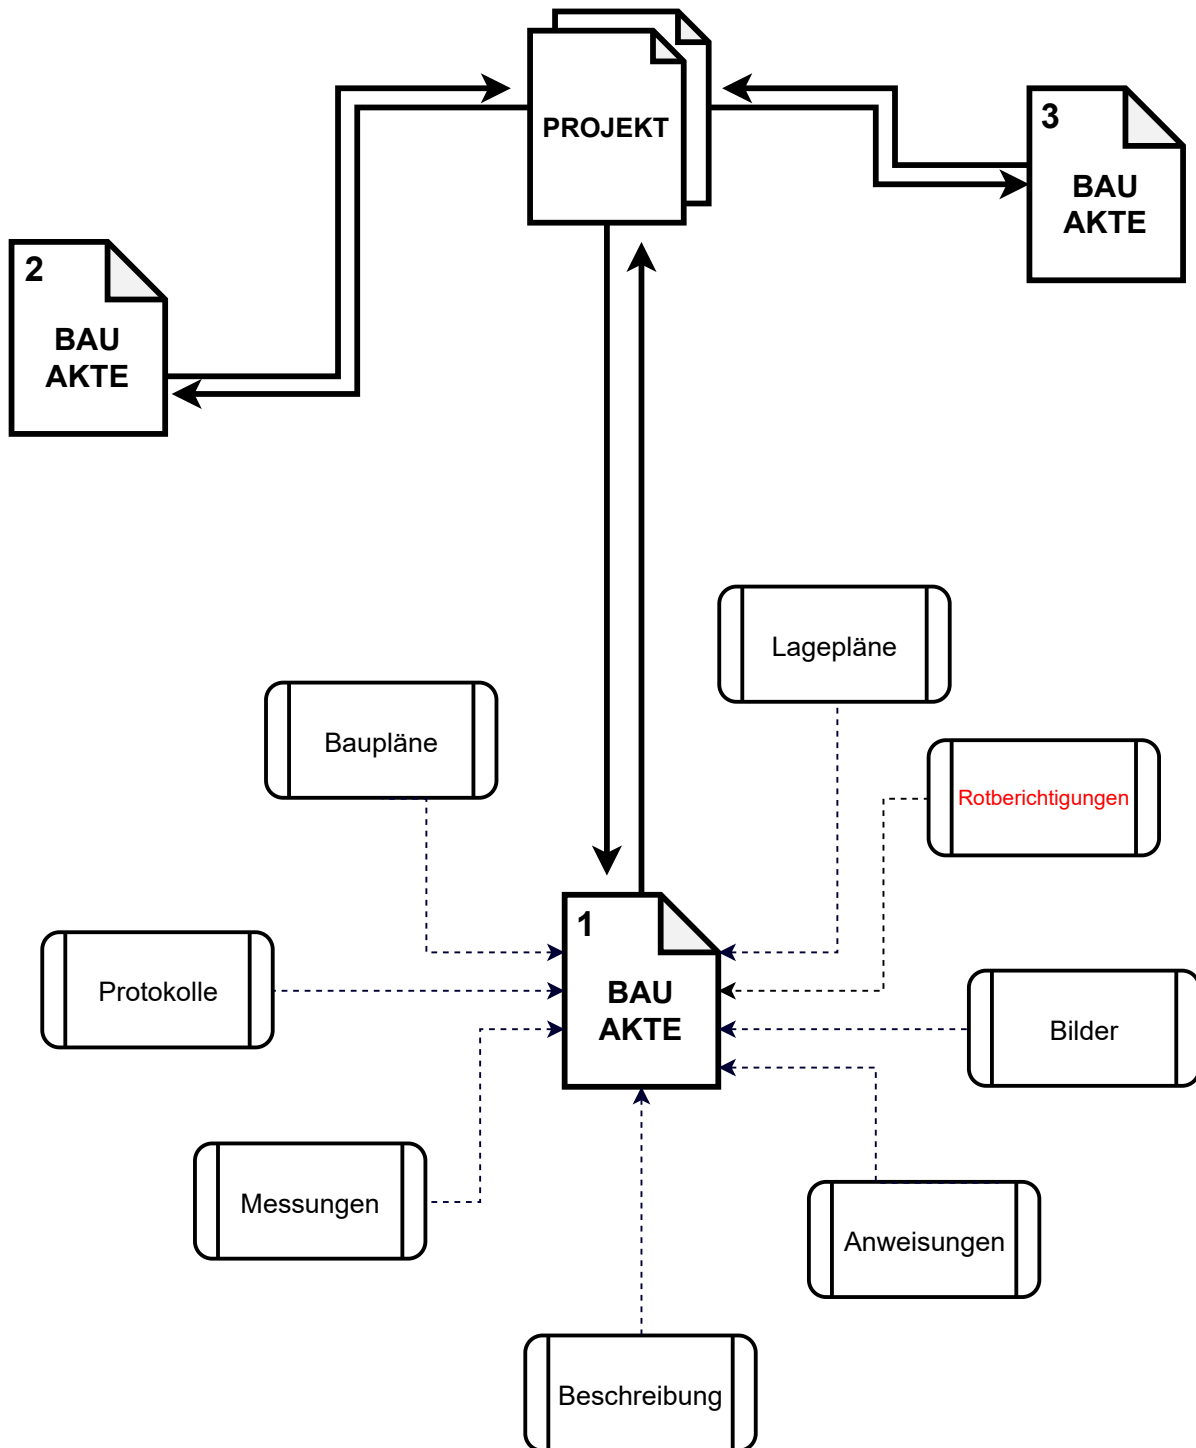 PROJEKT
3
BAU
AKTE
2
BAU
AKTE
Lagepläne
Baupläne
Rotberichtigungen
1
BAU
AKTE
Protokolle
Bilder
Messungen
Anweisungen
Beschreibung